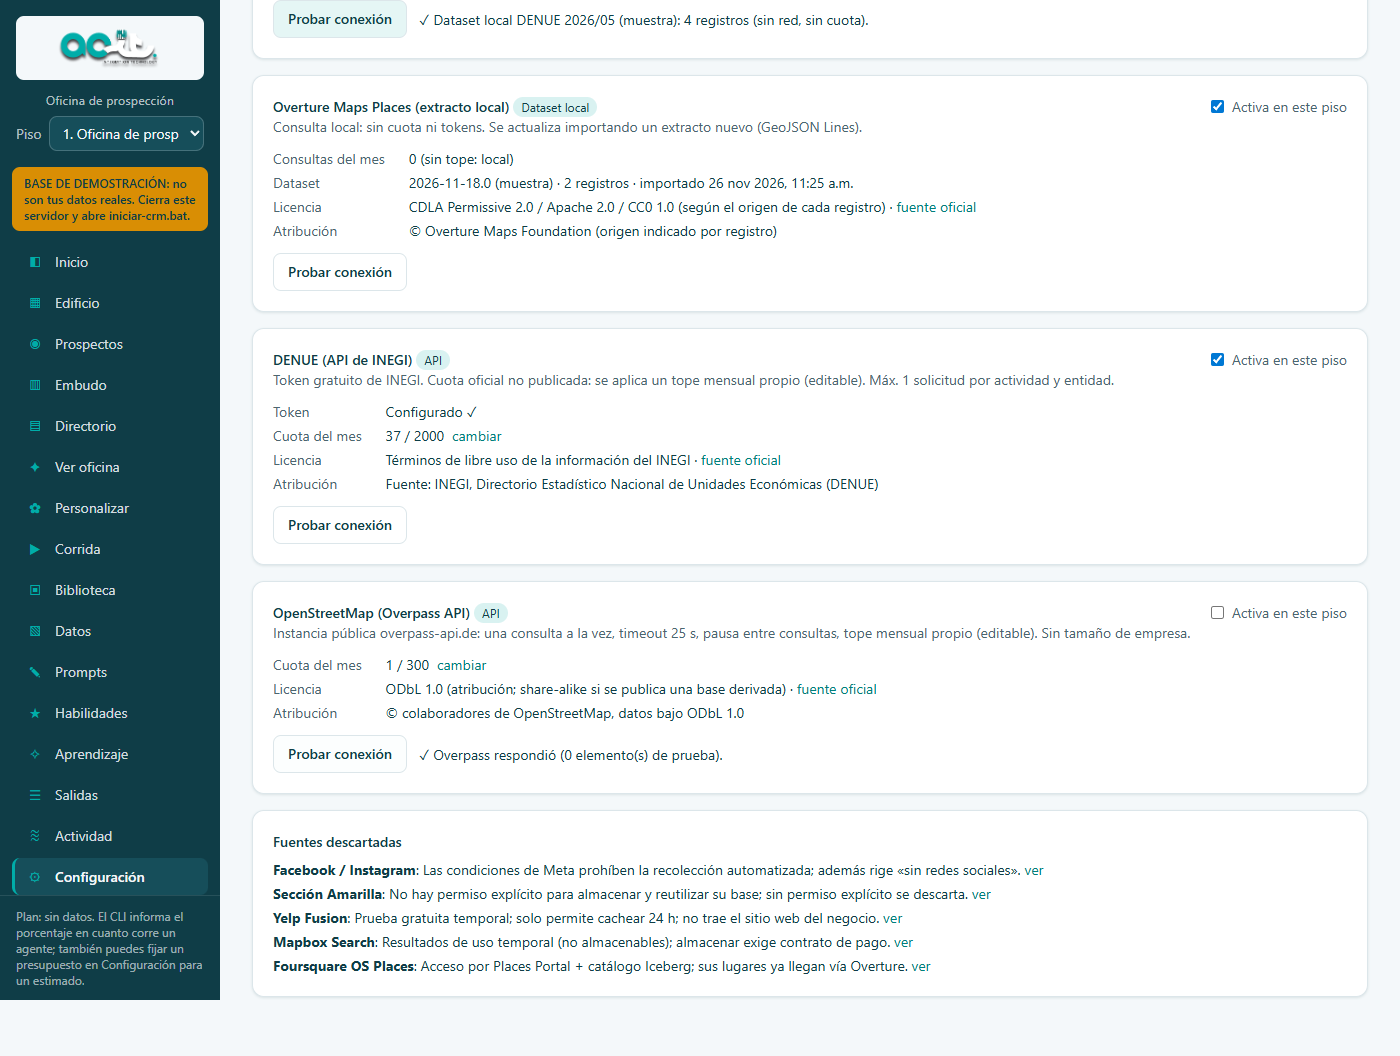 Oficina de prospección
Piso 1. Oficina de prosp
BASE DE DEMOSTRACIÓN: no
son tus datos reales. Cierra este
servidor y abre iniciar-crm.bat.
Inicio
Edificio
Prospectos
Embudo
Directorio
Ver oficina
Personalizar
Corrida
Biblioteca
Datos
Prompts
Habilidades
Aprendizaje
Salidas
Actividad
Configuración
Plan: sin datos. El CLI informa el
porcentaje en cuanto corre un
agente; también puedes fijar un
presupuesto en Configuración para
un estimado.
Probar conexión ✓ Dataset local DENUE 2026/05 (muestra): 4 registros (sin red, sin cuota).
Overture Maps Places (extracto local) Dataset local Activa en este piso
Consulta local: sin cuota ni tokens. Se actualiza importando un extracto nuevo (GeoJSON Lines).
Consultas del mes 0 (sin tope: local)
Dataset 2026-11-18.0 (muestra) · 2 registros · importado 26 nov 2026, 11:25 a.m.
Licencia CDLA Permissive 2.0 / Apache 2.0 / CC0 1.0 (según el origen de cada registro) · fuente oficial
Atribución © Overture Maps Foundation (origen indicado por registro)
Probar conexión
DENUE (API de INEGI) API Activa en este piso
Token gratuito de INEGI. Cuota oficial no publicada: se aplica un tope mensual propio (editable). Máx. 1 solicitud por actividad y entidad.
Token Configurado ✓
Cuota del mes 37 / 2000 cambiar
Licencia Términos de libre uso de la información del INEGI · fuente oficial
Atribución Fuente: INEGI, Directorio Estadístico Nacional de Unidades Económicas (DENUE)
Probar conexión
OpenStreetMap (Overpass API) API Activa en este piso
Instancia pública overpass-api.de: una consulta a la vez, timeout 25 s, pausa entre consultas, tope mensual propio (editable). Sin tamaño de empresa.
Cuota del mes 1 / 300 cambiar
Licencia ODbL 1.0 (atribución; share-alike si se publica una base derivada) · fuente oficial
Atribución © colaboradores de OpenStreetMap, datos bajo ODbL 1.0
Probar conexión ✓ Overpass respondió (0 elemento(s) de prueba).
Fuentes descartadas
Facebook / Instagram: Las condiciones de Meta prohíben la recolección automatizada; además rige «sin redes sociales». ver
Sección Amarilla: No hay permiso explícito para almacenar y reutilizar su base; sin permiso explícito se descarta. ver
Yelp Fusion: Prueba gratuita temporal; solo permite cachear 24 h; no trae el sitio web del negocio. ver
Mapbox Search: Resultados de uso temporal (no almacenables); almacenar exige contrato de pago. ver
Foursquare OS Places: Acceso por Places Portal + catálogo Iceberg; sus lugares ya llegan vía Overture. ver